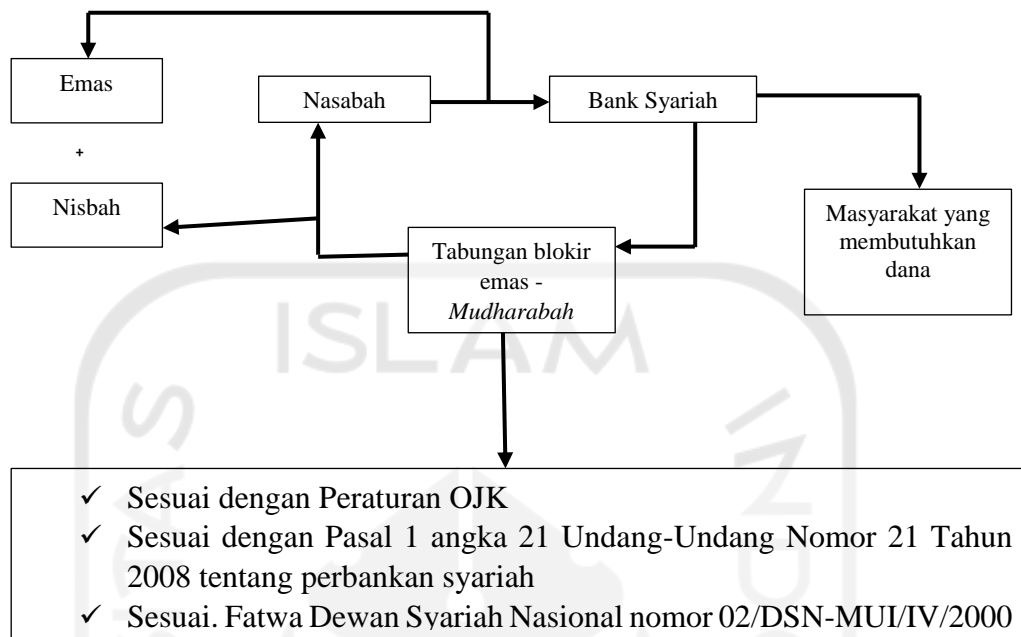 Emas
Nasabah
Bank Syariah
+
Nisbah
Masyarakat yang
membutuhkan
dana
Tabungan blokir
emas -
Mudharabah
ISLAM
✓ Sesuai dengan Peraturan OJK
✓ Sesuai dengan Pasal 1 angka 21 Undang-Undang Nomor 21 Tahun
2008 tentang perbankan syariah
✓ Sesuai. Fatwa Dewan Syariah Nasional nomor 02/DSN-MUI/IV/2000